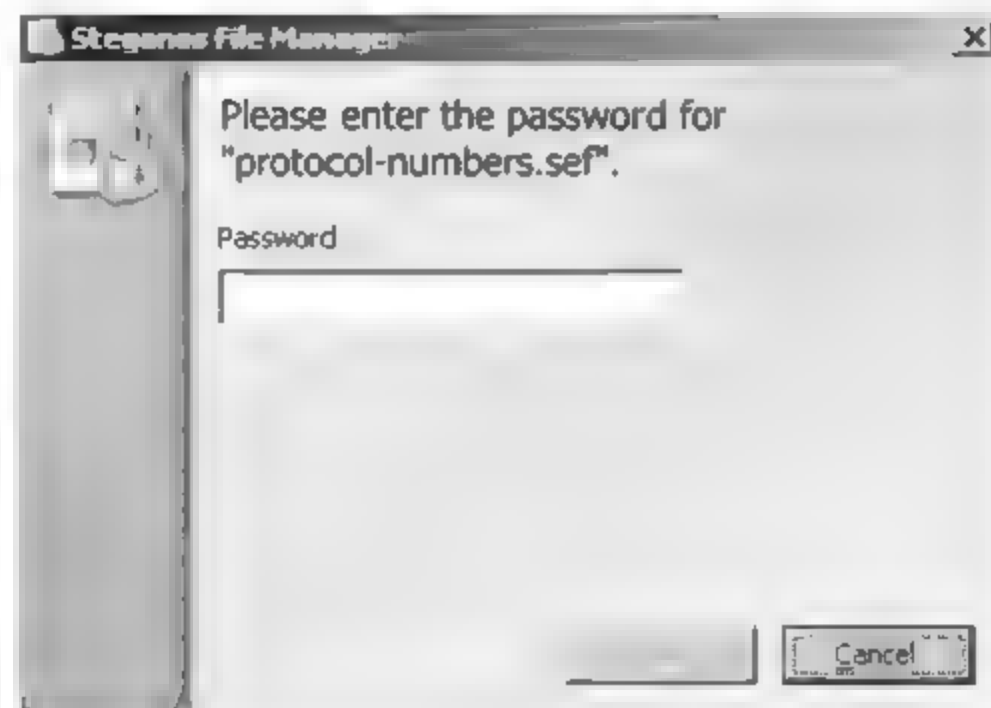 Steganos File Manager
Please enter the password for
"protocol-numbers.sef".
Password
Cancel